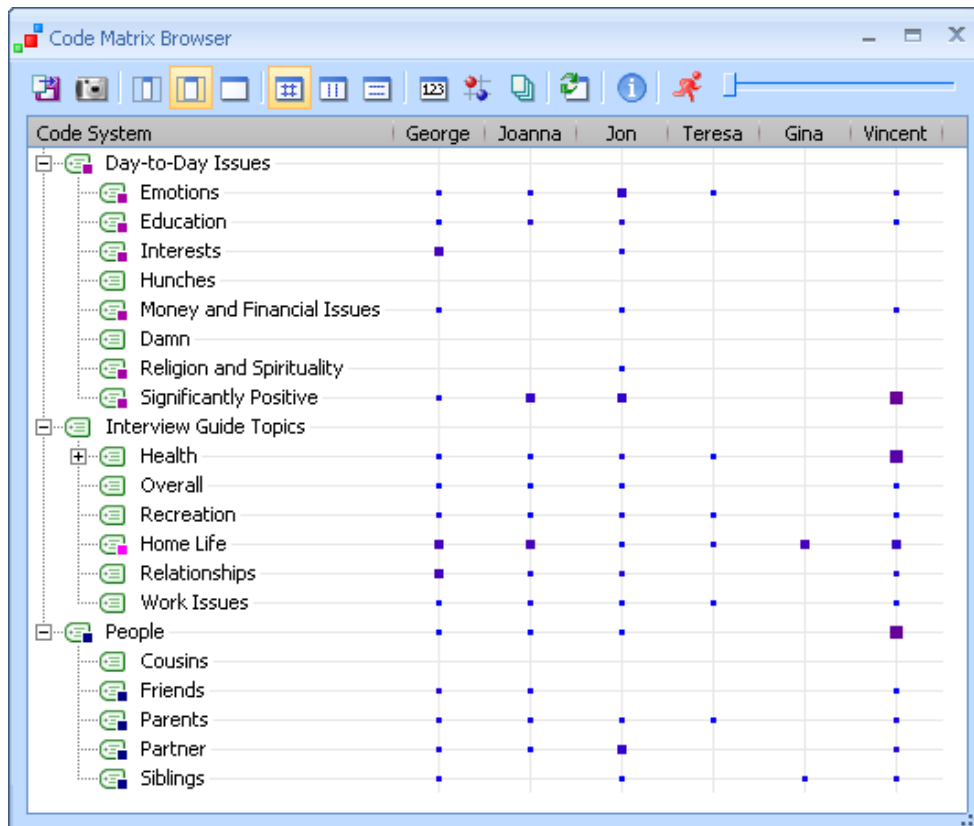 Code Matrix Browser
123
Code System George Joanna Jon Teresa Gina Vincent
Day-to-Day Issues
Emotions
Education
Interests
Hunches
Money and Financial Issues
Damn
Religion and Spirituality
Significantly Positive
Interview Guide Topics
Health
Overall
Recreation
Home Life
Relationships
Work Issues
People
Cousins
Friends
Parents
Partner
Siblings